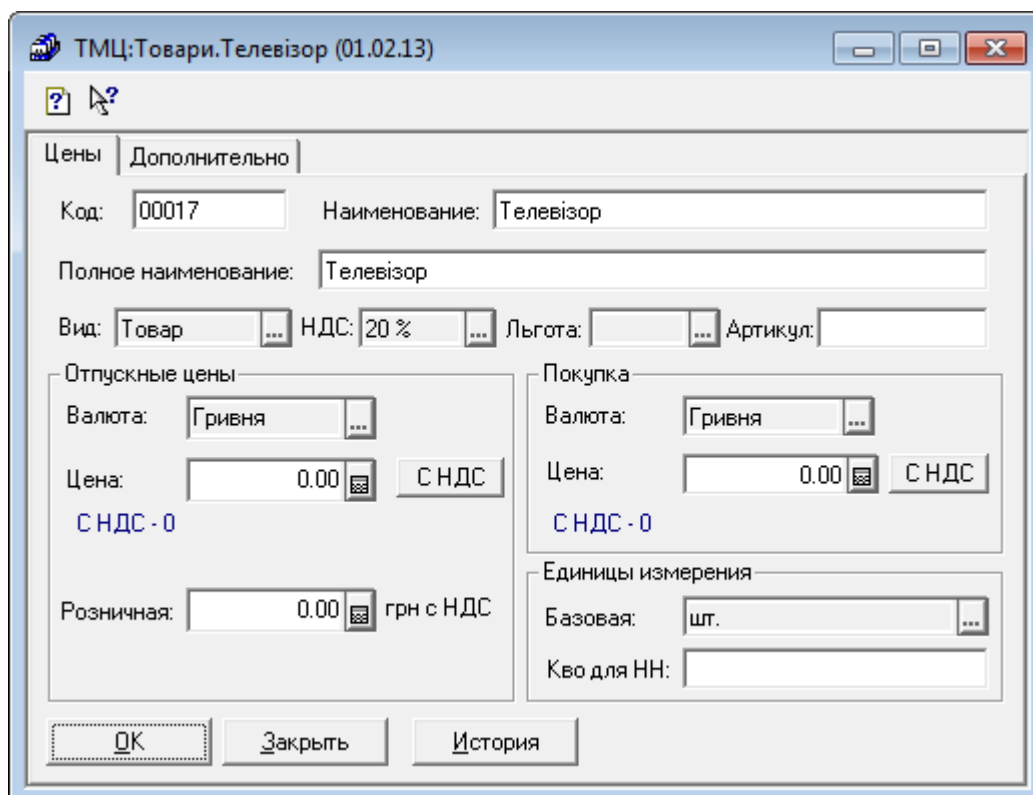 ТМЦ:Товари.Телевізор (01.02.13)
Цены Дополнительно
Код: 00017 Наименование: Телевізор
Полное наименование: Телевізор
Вид: Товар ... НДС: 20 % ... Льгота: ... Артикул:
Отпускные цены
Валюта: Гривня ...
Цена: 0.00 С НДС
С НДС - 0
Розничная: 0.00 грн с НДС
Покупка
Валюта: Гривня ...
Цена: 0.00 С НДС
С НДС - 0
Единицы измерения
Базовая: шт. ...
Кво для НН:
OK Закрыть История